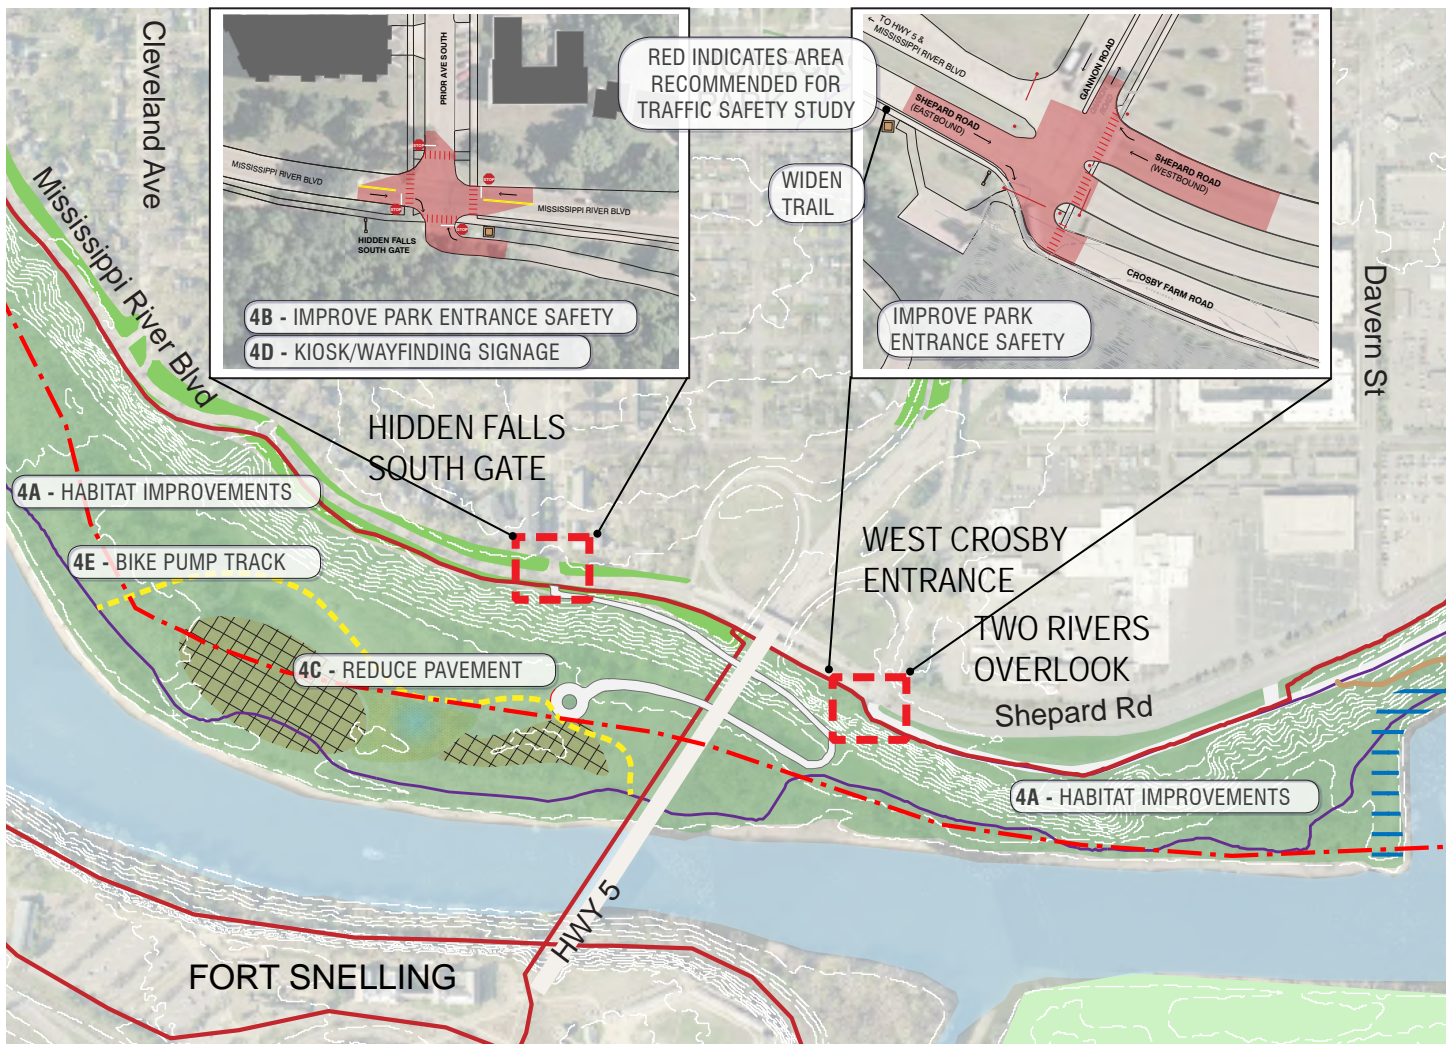 Cleveland Ave
Mississippi River Blvd
PRIOR AVE SOUTH
MISSISSIPPI RIVER BLVD
MISSISSIPPI RIVER BLVD
STOP
STOP
STOP
STOP
HIDDEN FALLS
SOUTH GATE
4B - IMPROVE PARK ENTRANCE SAFETY
4D - KIOSK/WAYFINDING SIGNAGE
RED INDICATES AREA
RECOMMENDED FOR
TRAFFIC SAFETY STUDY
WIDEN
TRAIL
TO HWY 5 &
MISSISSIPPI RIVER BLVD
GANNON ROAD
SHEPARD ROAD
(EASTBOUND)
SHEPARD ROAD
(WESTBOUND)
CROSBY FARM ROAD
IMPROVE PARK
ENTRANCE SAFETY
Davern St
HIDDEN FALLS
SOUTH GATE
4A - HABITAT IMPROVEMENTS
4E - BIKE PUMP TRACK
4C - REDUCE PAVEMENT
WEST CROSBY
ENTRANCE
TWO RIVERS
OVERLOOK
Shepard Rd
4A - HABITAT IMPROVEMENTS
HWY 5
FORT SNELLING